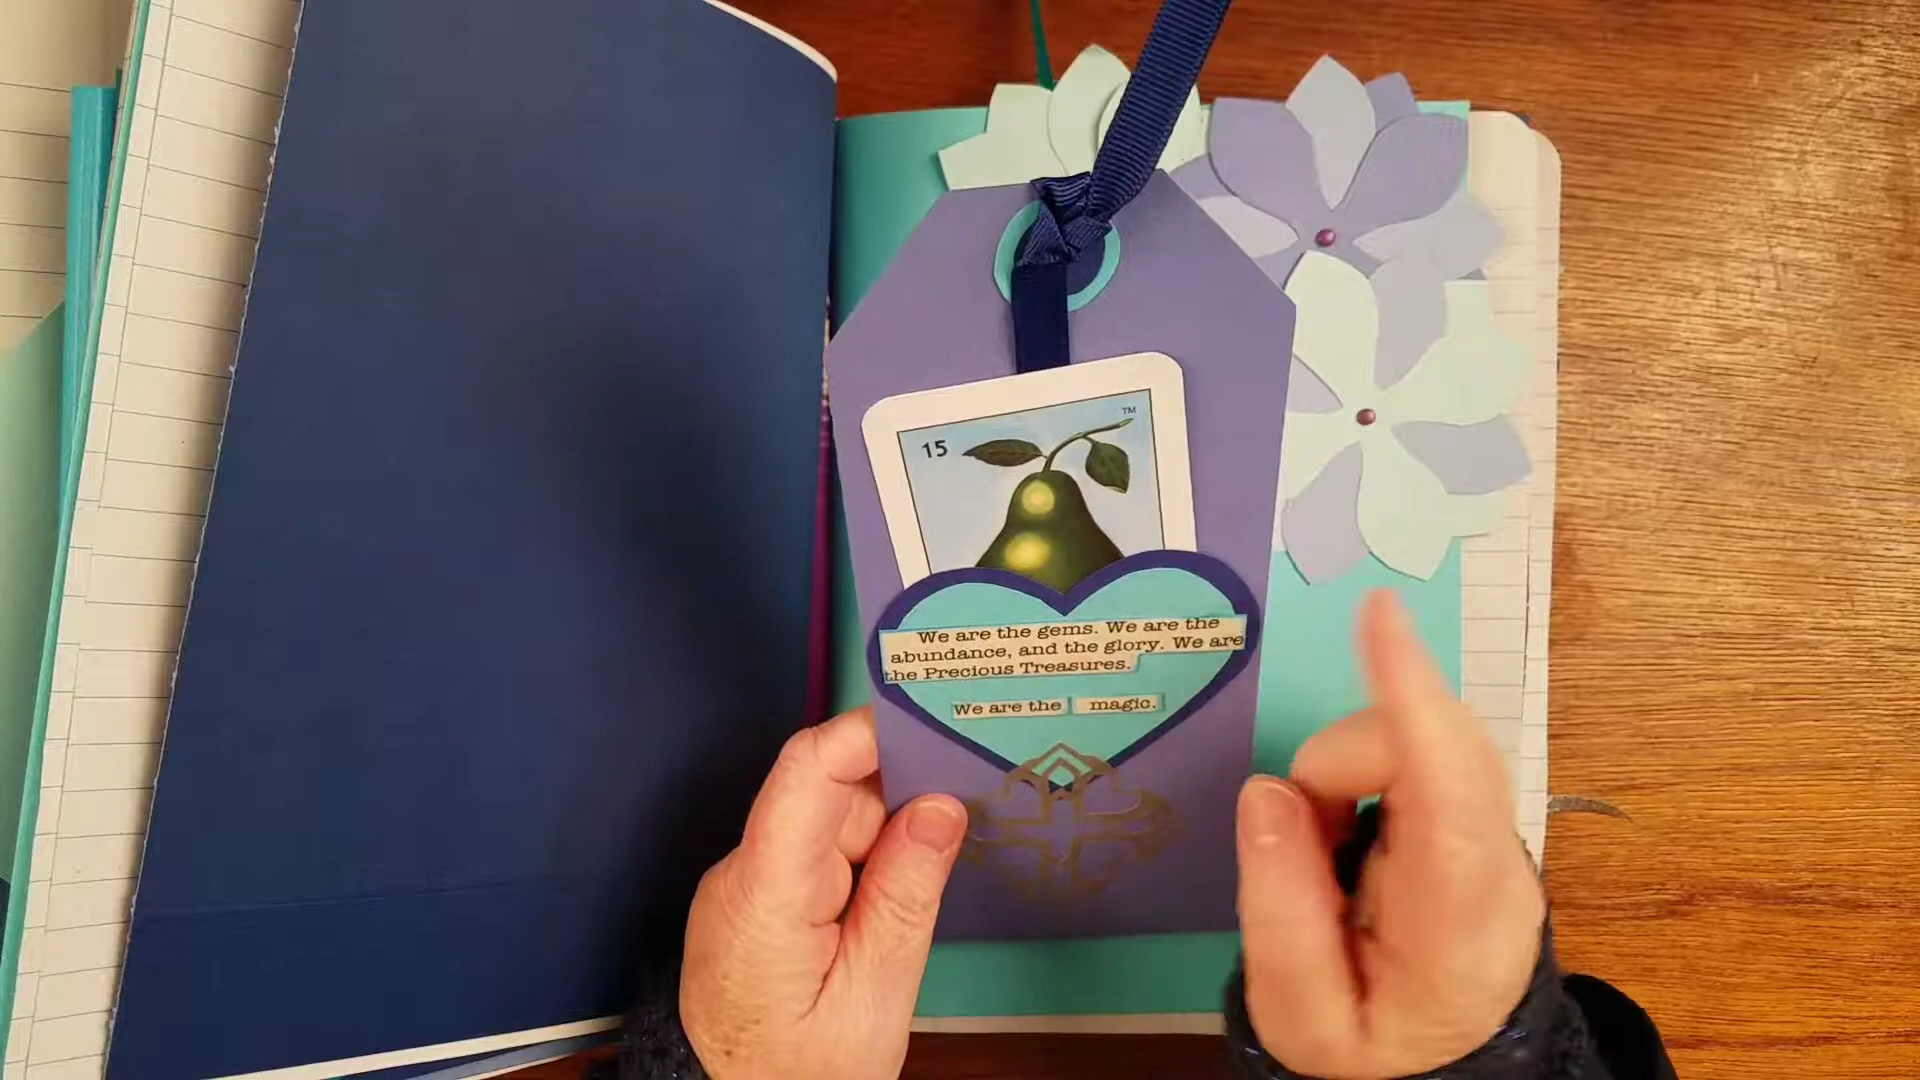 15
TM
We are the gems. We are the
abundance, and the glory. We are
the Precious Treasures.
We are the magic.